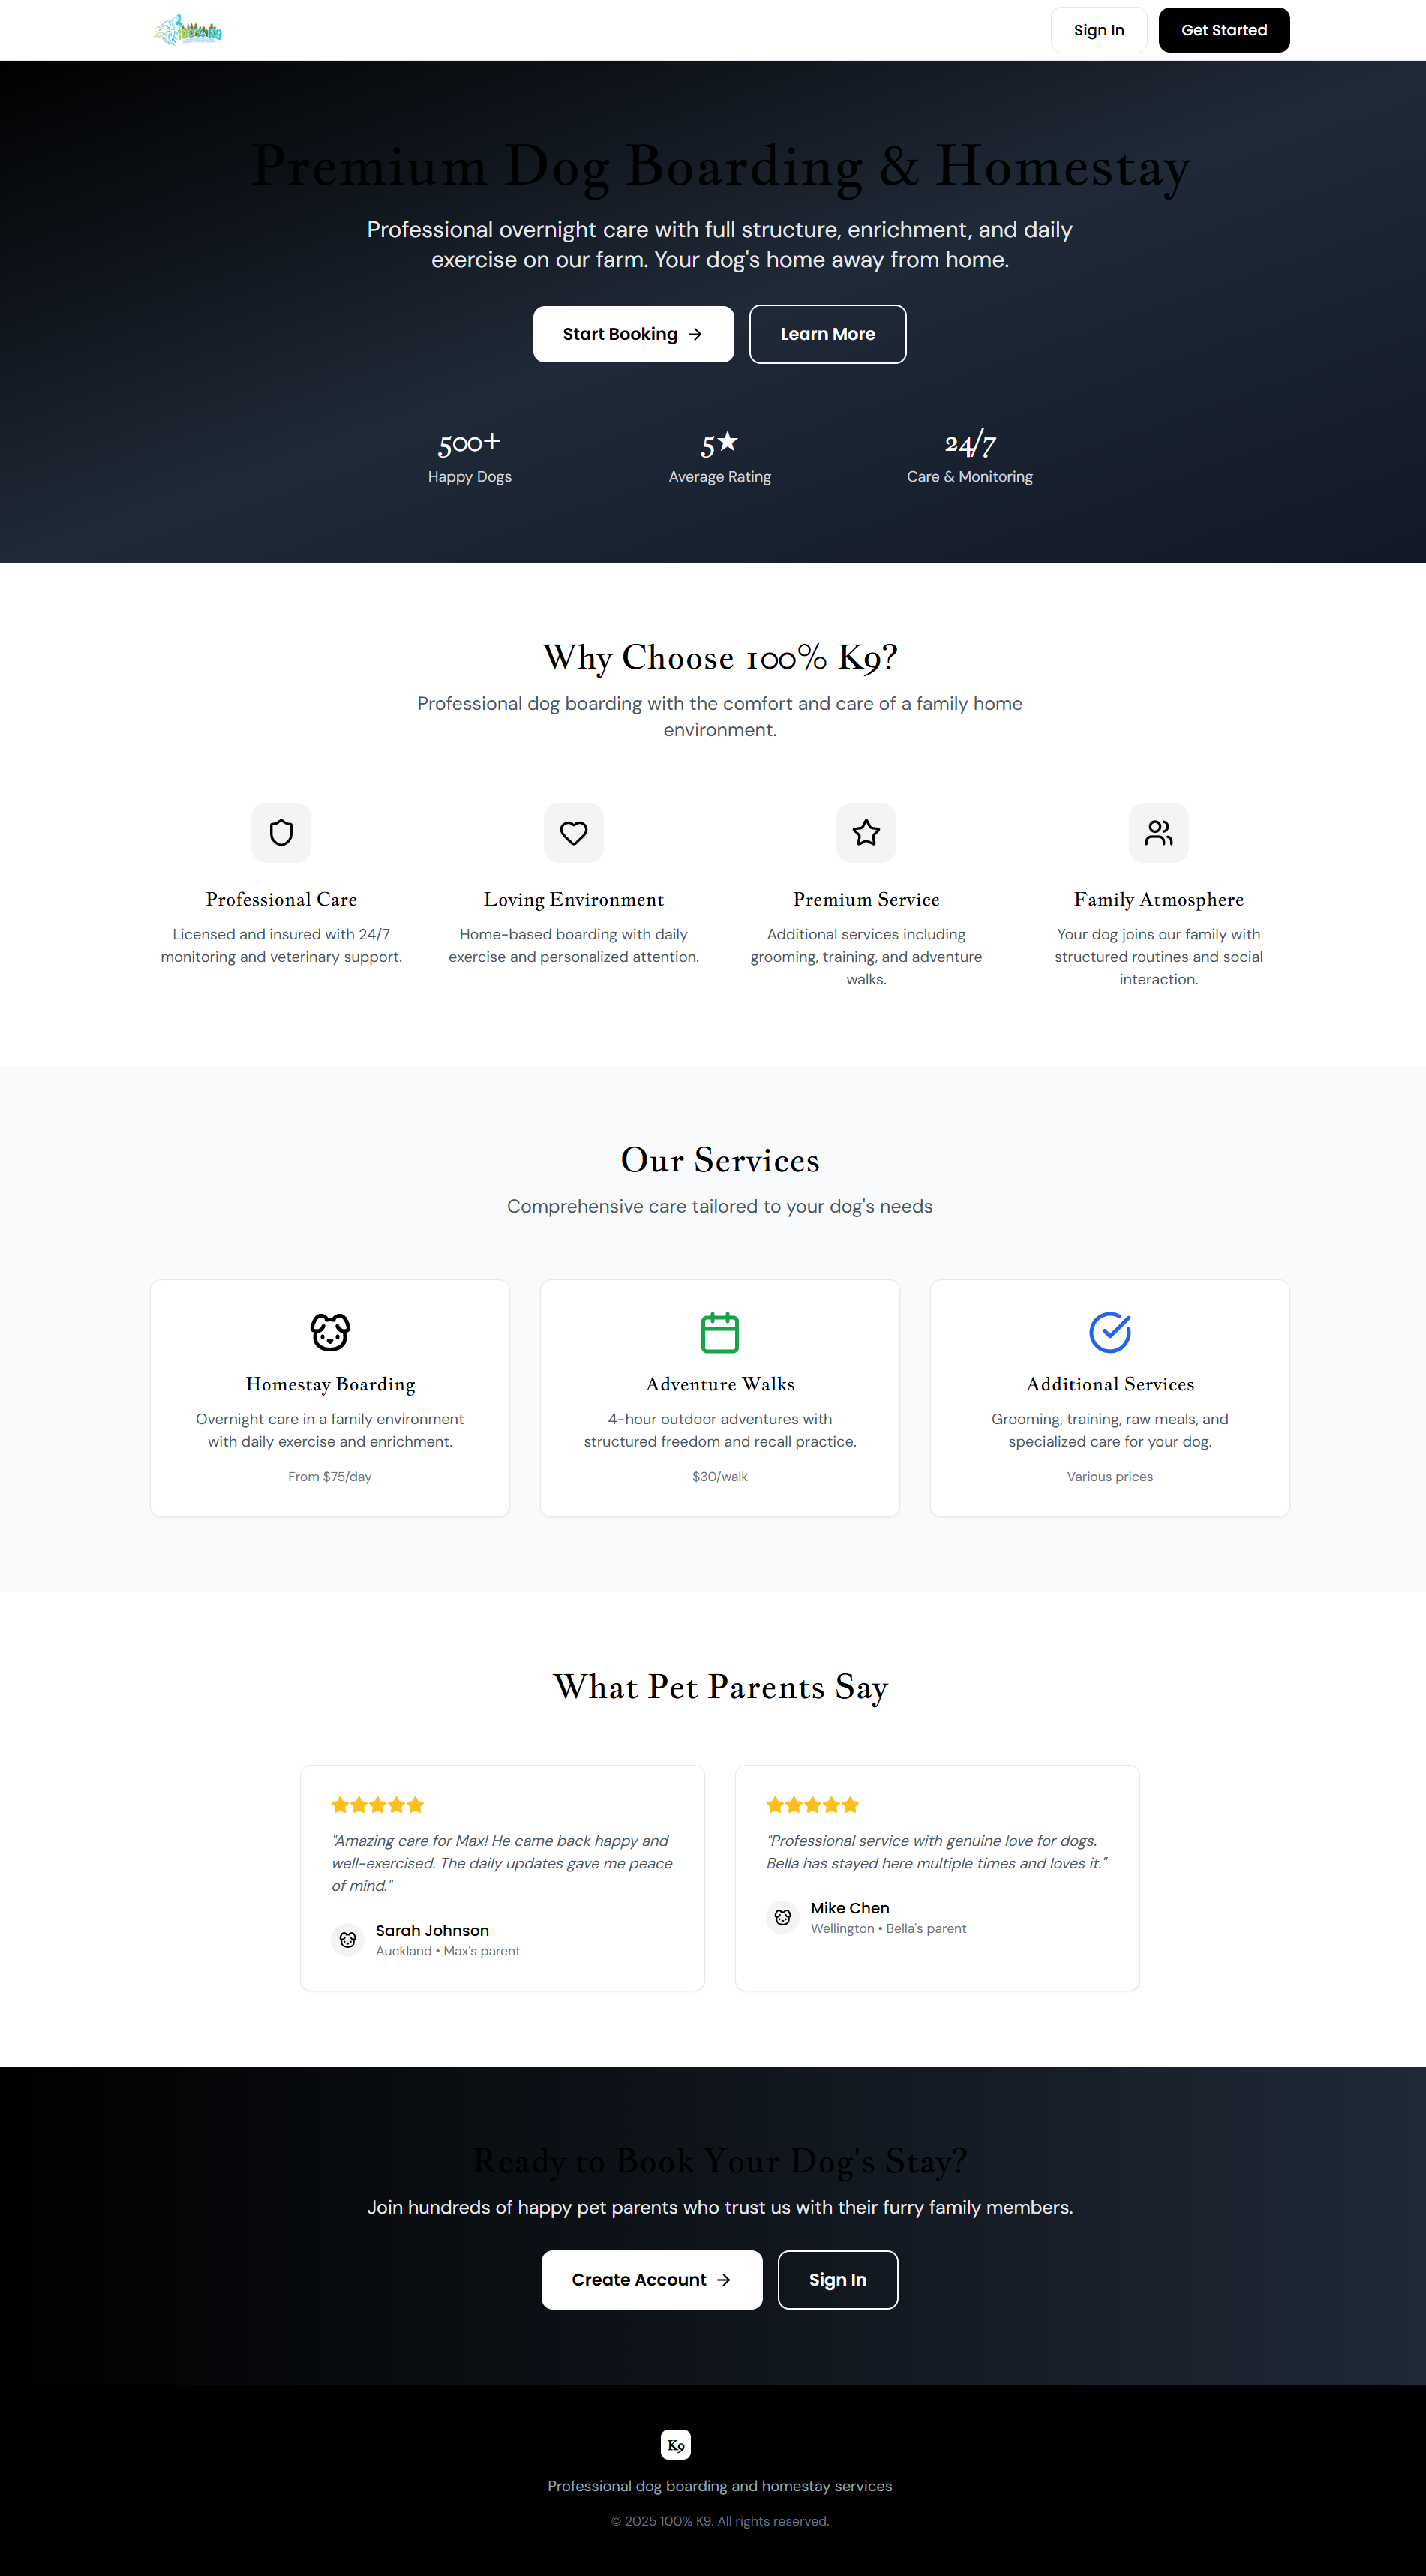 Sign In
Get Started
Premium Dog Boarding & Homestay
Professional overnight care with full structure, enrichment, and daily
exercise on our farm. Your dog's home away from home.
Start Booking →
Learn More
500+
Happy Dogs
5★
Average Rating
24/7
Care & Monitoring
Why Choose 100% K9?
Professional dog boarding with the comfort and care of a family home
environment.
Professional Care
Licensed and insured with 24/7
monitoring and veterinary support.
Loving Environment
Home-based boarding with daily
exercise and personalized attention.
Premium Service
Additional services including
grooming, training, and adventure
walks.
Family Atmosphere
Your dog joins our family with
structured routines and social
interaction.
Our Services
Comprehensive care tailored to your dog's needs
Homestay Boarding
Overnight care in a family environment
with daily exercise and enrichment.
From $75/day
Adventure Walks
4-hour outdoor adventures with
structured freedom and recall practice.
$30/walk
Additional Services
Grooming, training, raw meals, and
specialized care for your dog.
Various prices
What Pet Parents Say
"Amazing care for Max! He came back happy and
well-exercised. The daily updates gave me peace
of mind."
Sarah Johnson
Auckland • Max's parent
"Professional service with genuine love for dogs.
Bella has stayed here multiple times and loves it."
Mike Chen
Wellington • Bella's parent
Ready to Book Your Dog's Stay?
Join hundreds of happy pet parents who trust us with their furry family members.
Create Account →
Sign In
K9
Professional dog boarding and homestay services
© 2025 100% K9. All rights reserved.